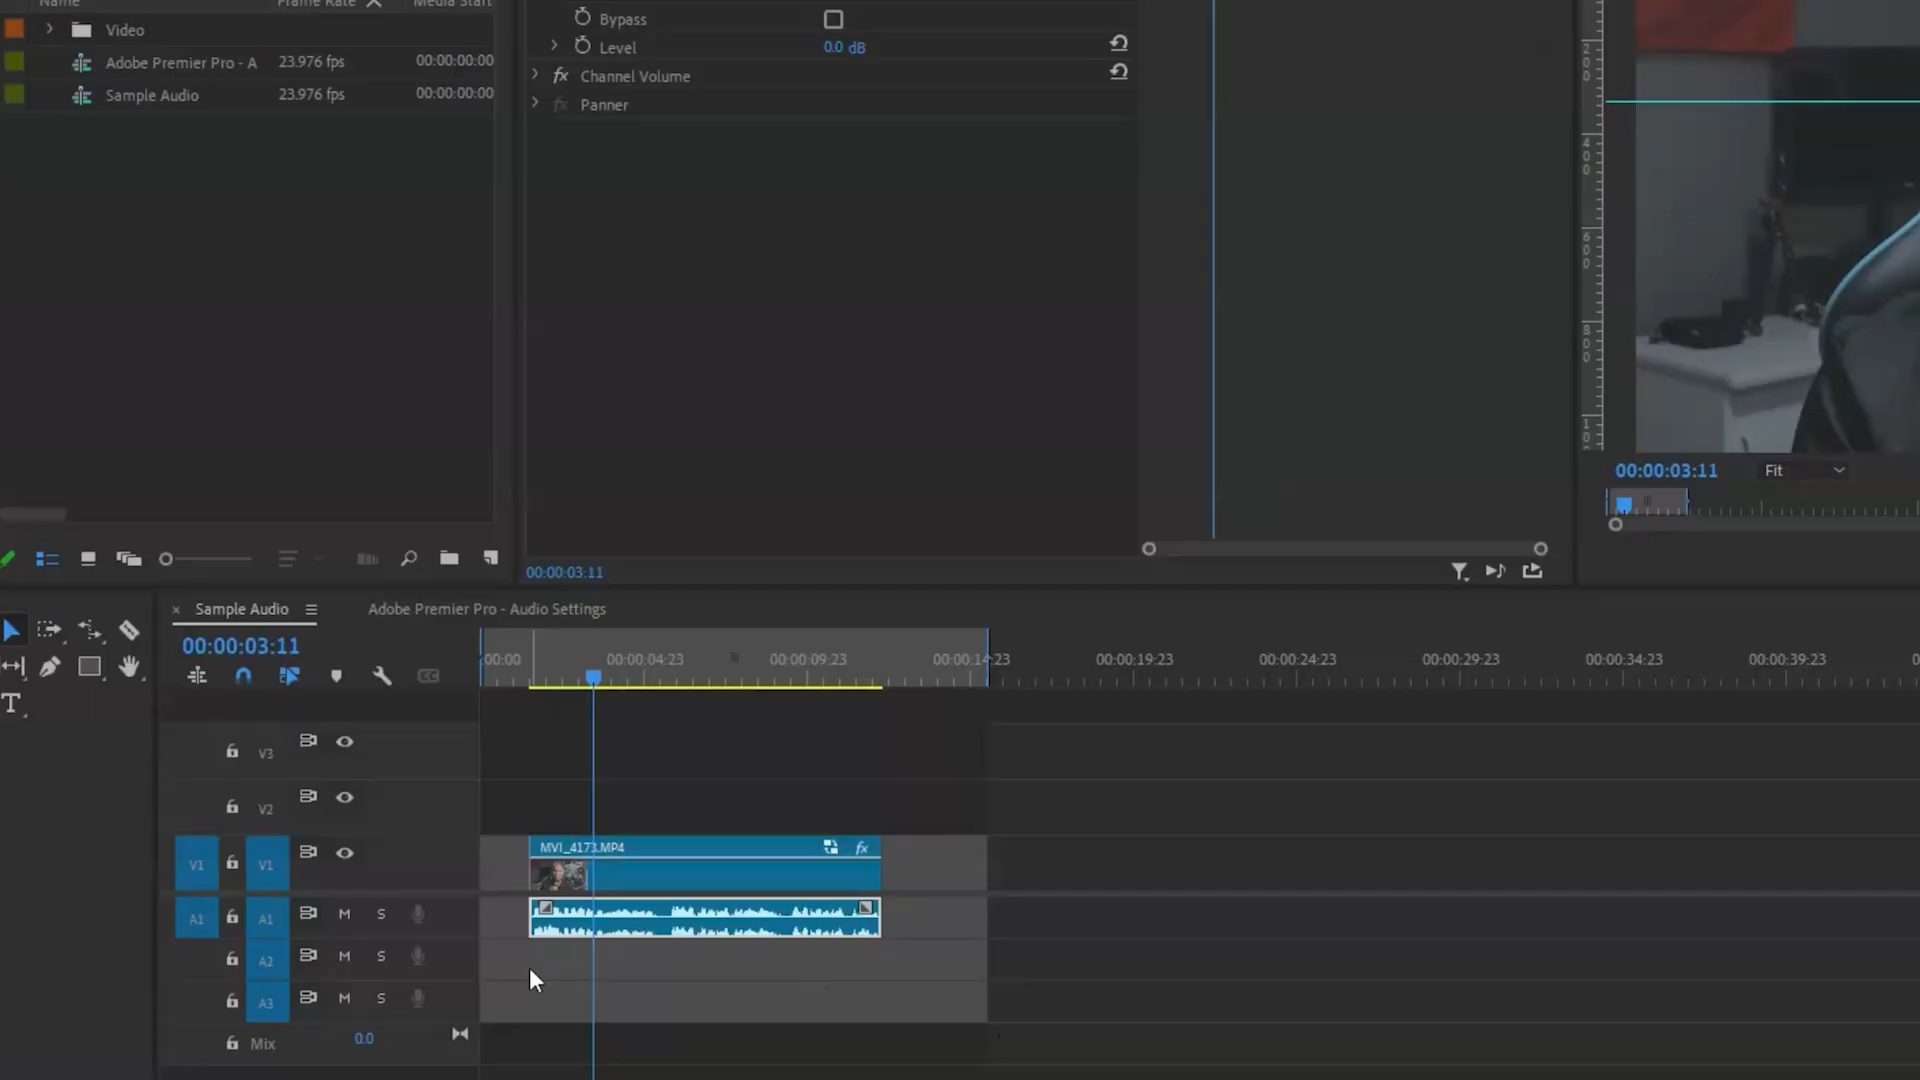 Name Frame Rate Media Start
Video
Adobe Premier Pro - A 23.976 fps 00:00:00:00
Sample Audio 23.976 fps 00:00:00:00
Bypass
Level 0.0 dB
fx Channel Volume
fx Panner
200
400
600
800
00:00:03:11 Fit
00:00:03:11
Sample Audio Adobe Premier Pro - Audio Settings
00:00:03:11
:00:00 00:00:04:23 00:00:09:23 00:00:14:23 00:00:19:23 00:00:24:23 00:00:29:23 00:00:34:23 00:00:39:23
T
V3
V2
MVI_4173.MP4 fx
V1 V1
A1 A1 M S
A2 M S
A3 M S
Mix 0.0